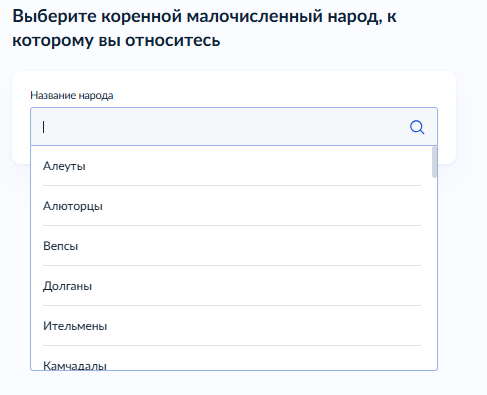 Выберите коренной малочисленный народ, к
которому вы относитесь
Название народа
Алеуты
Алюторцы
Вепсы
Долганы
Ительмены
Камчадалы